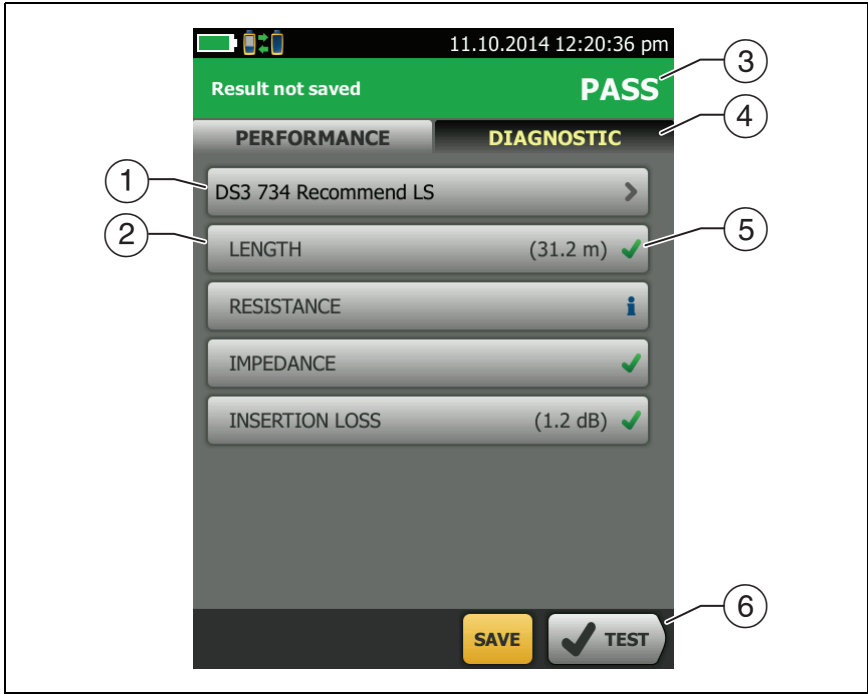 11.10.2014 12:20:36 pm
Result not saved PASS
PERFORMANCE DIAGNOSTIC
DS3 734 Recommend LS
LENGTH (31.2 m)
RESISTANCE i
IMPEDANCE
INSERTION LOSS (1.2 dB)
SAVE TEST
1
2
3
4
5
6